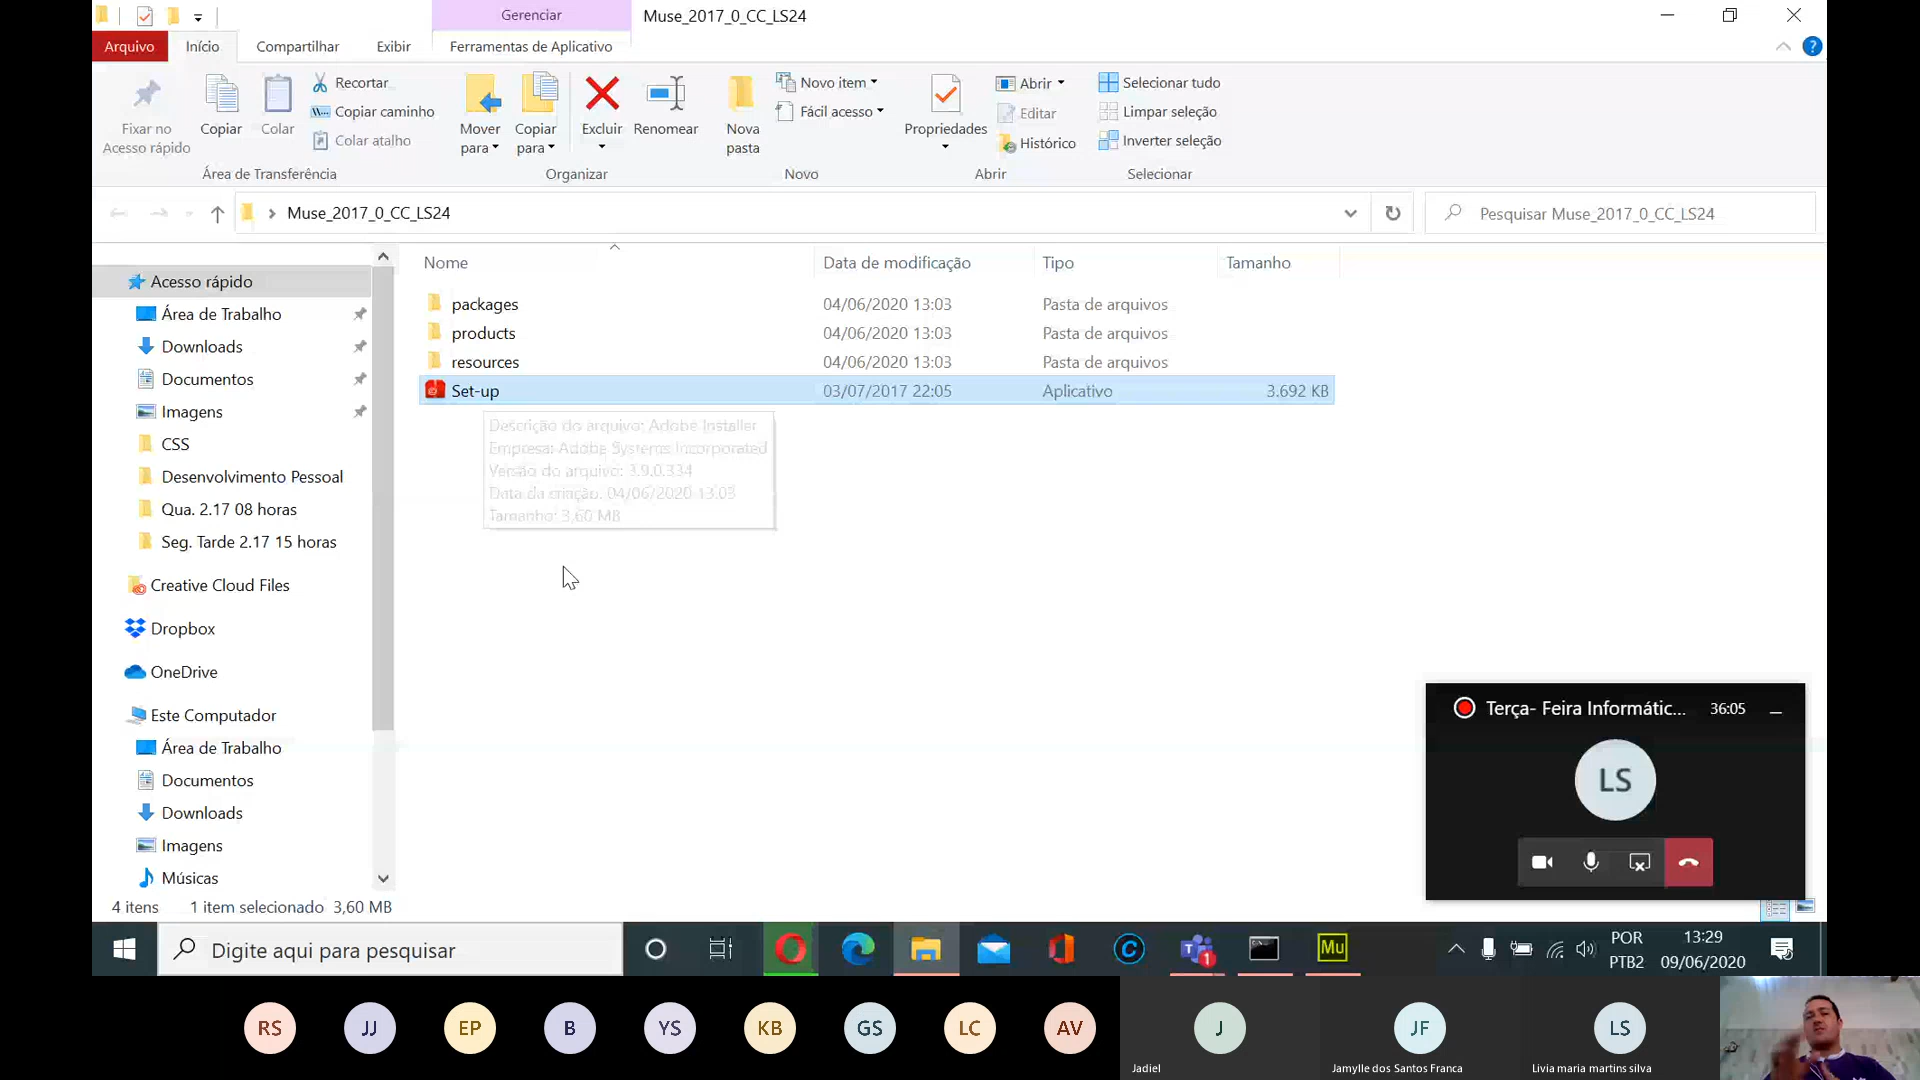 Gerenciar
Muse_2017_0_CC_LS24
Arquivo
Início
Compartilhar
Exibir
Ferramentas de Aplicativo
?
Fixar no
Acesso rápido
Copiar
Colar
Recortar
Copiar caminho
Colar atalho
Área de Transferência
Mover
para
Copiar
para
Excluir
Renomear
Organizar
Nova
pasta
Novo item
Fácil acesso
Novo
Propriedades
Abrir
Editar
Histórico
Abrir
Selecionar tudo
Limpar seleção
Inverter seleção
Selecionar
Muse_2017_0_CC_LS24
Pesquisar Muse_2017_0_CC_LS24
Nome
Data de modificação
Tipo
Tamanho
packages
04/06/2020 13:03
Pasta de arquivos
products
04/06/2020 13:03
Pasta de arquivos
resources
04/06/2020 13:03
Pasta de arquivos
Set-up
03/07/2017 22:05
Aplicativo
3.692 KB
Descrição do arquivo: Adobe Installer
Empresa: Adobe Systems Incorporated
Versão do arquivo: 3.9.0.334
Data da criação: 04/06/2020 13:03
Tamanho: 3,60 MB
Acesso rápido
Área de Trabalho
Downloads
Documentos
Imagens
CSS
Desenvolvimento Pessoal
Qua. 2.17 08 horas
Seg. Tarde 2.17 15 horas
Creative Cloud Files
Dropbox
OneDrive
Este Computador
Área de Trabalho
Documentos
Downloads
Imagens
Músicas
4 itens
1 item selecionado 3,60 MB
Terça- Feira Informátic...
36:05
LS
Digite aqui para pesquisar
Mu
POR
PTB2
13:29
09/06/2020
RS
JJ
EP
B
YS
KB
GS
LC
AV
J
JF
LS
Jadiel
Jamylle dos Santos Franca
Livia maria martins silva